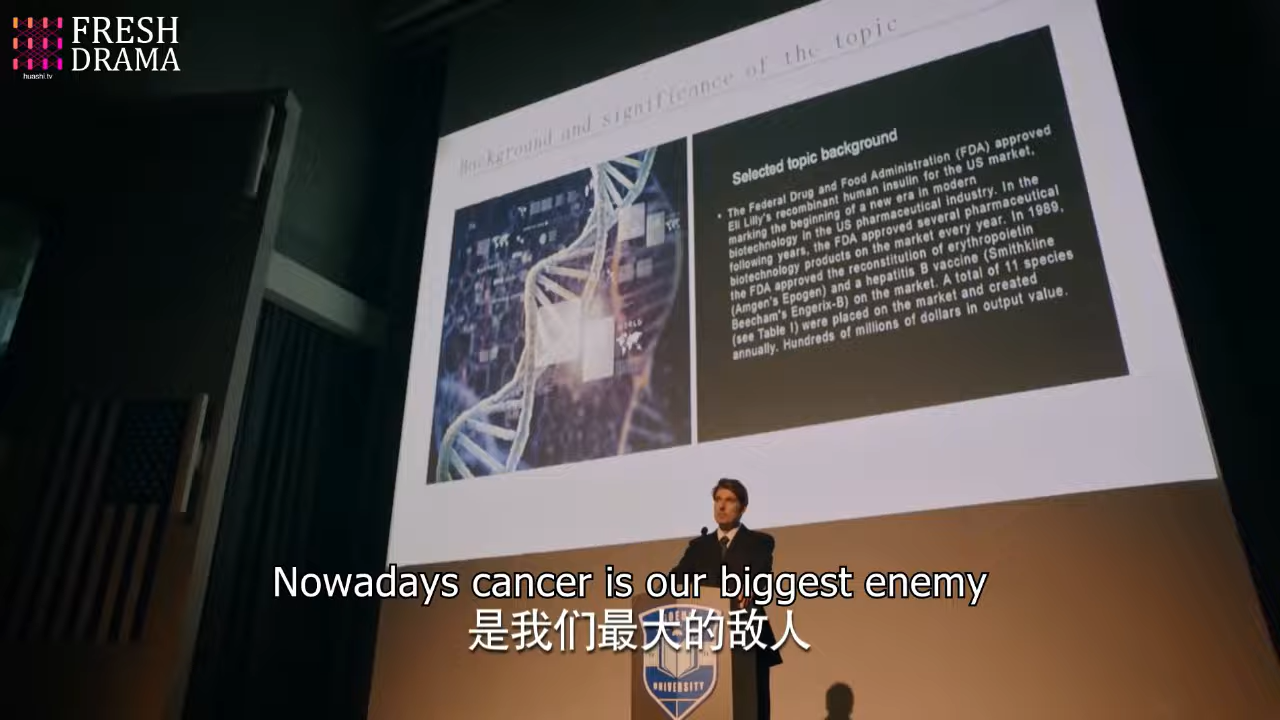 FRESH
DRAMA
huashi.tv
Background and significance of the topic
Selected topic background
• The Federal Drug and Food Administration (FDA) approved
Eli Lilly's recombinant human insulin for the US market,
marking the beginning of a new era in modern
biotechnology in the US pharmaceutical industry. In the
following years, the FDA approved several pharmaceutical
biotechnology products on the market every year. In 1989,
the FDA approved the reconstitution of erythropoietin
(Amgen's Epogen) and a hepatitis B vaccine (Smithkline
Beecham's Engerix-B) on the market. A total of 11 species
(see Table I) were placed on the market and created
annually. Hundreds of millions of dollars in output value.
WORLD
Nowadays cancer is our biggest enemy
是我们最大的敌人
UNIVERSITY